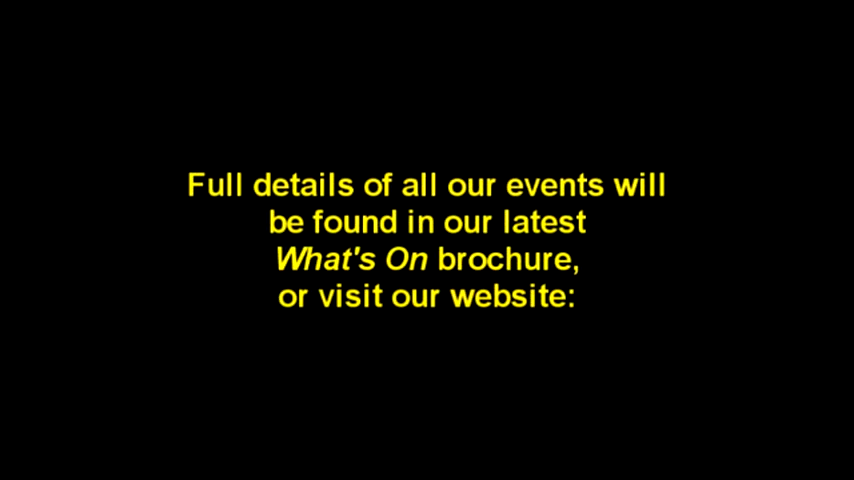 Full details of all our events will
be found in our latest
What's On brochure,
or visit our website: